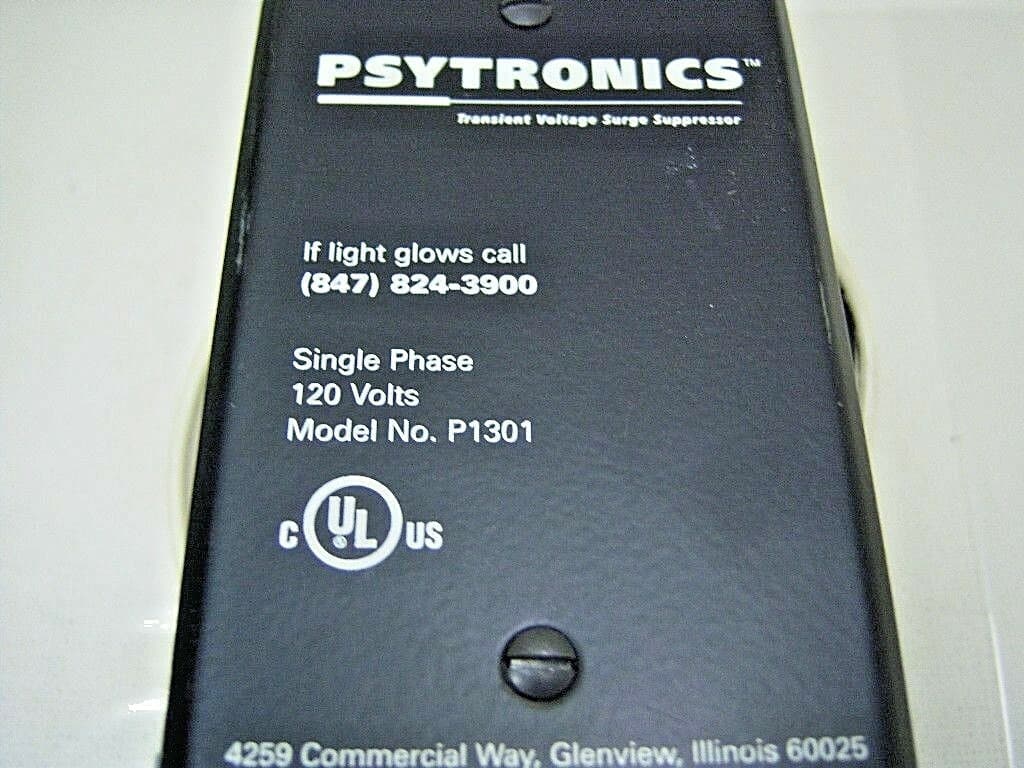 PSYTRONICS™
Transient Voltage Surge Suppressor
If light glows call
(847) 824-3900
Single Phase
120 Volts
Model No. P1301
C UL® US
4259 Commercial Way, Glenview, Illinois 60025